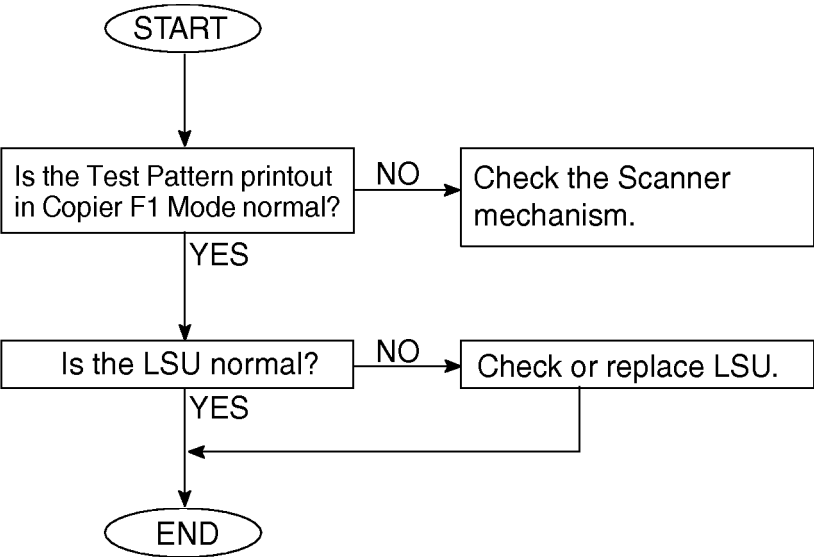 START
Is the Test Pattern printout
in Copier F1 Mode normal?
NO
Check the Scanner
mechanism.
YES
Is the LSU normal?
NO
Check or replace LSU.
YES
END